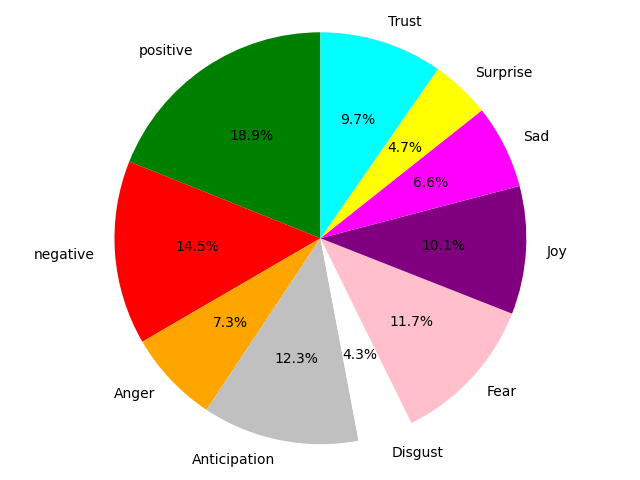 Trust
positive
Surprise
18.9%
9.7%
4.7%
Sad
6.6%
negative
14.5%
10.1%
Joy
7.3%
11.7%
12.3%
4.3%
Anger
Fear
Anticipation
Disgust